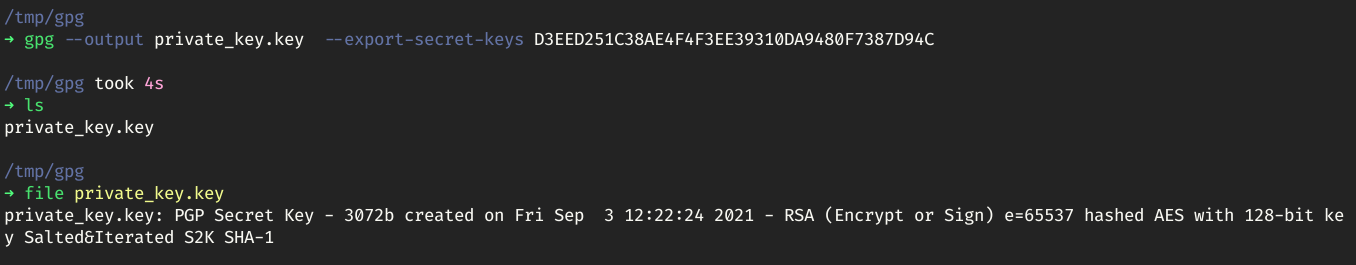 /tmp/gpg
→ gpg --output private_key.key  --export-secret-keys D3EED251C38AE4F4F3EE39310DA9480F7387D94C
/tmp/gpg took 4s
→ ls
private_key.key
/tmp/gpg
→ file private_key.key
private_key.key: PGP Secret Key - 3072b created on Fri Sep  3 12:22:24 2021 - RSA (Encrypt or Sign) e=65537 hashed AES with 128-bit ke
y Salted&Iterated S2K SHA-1